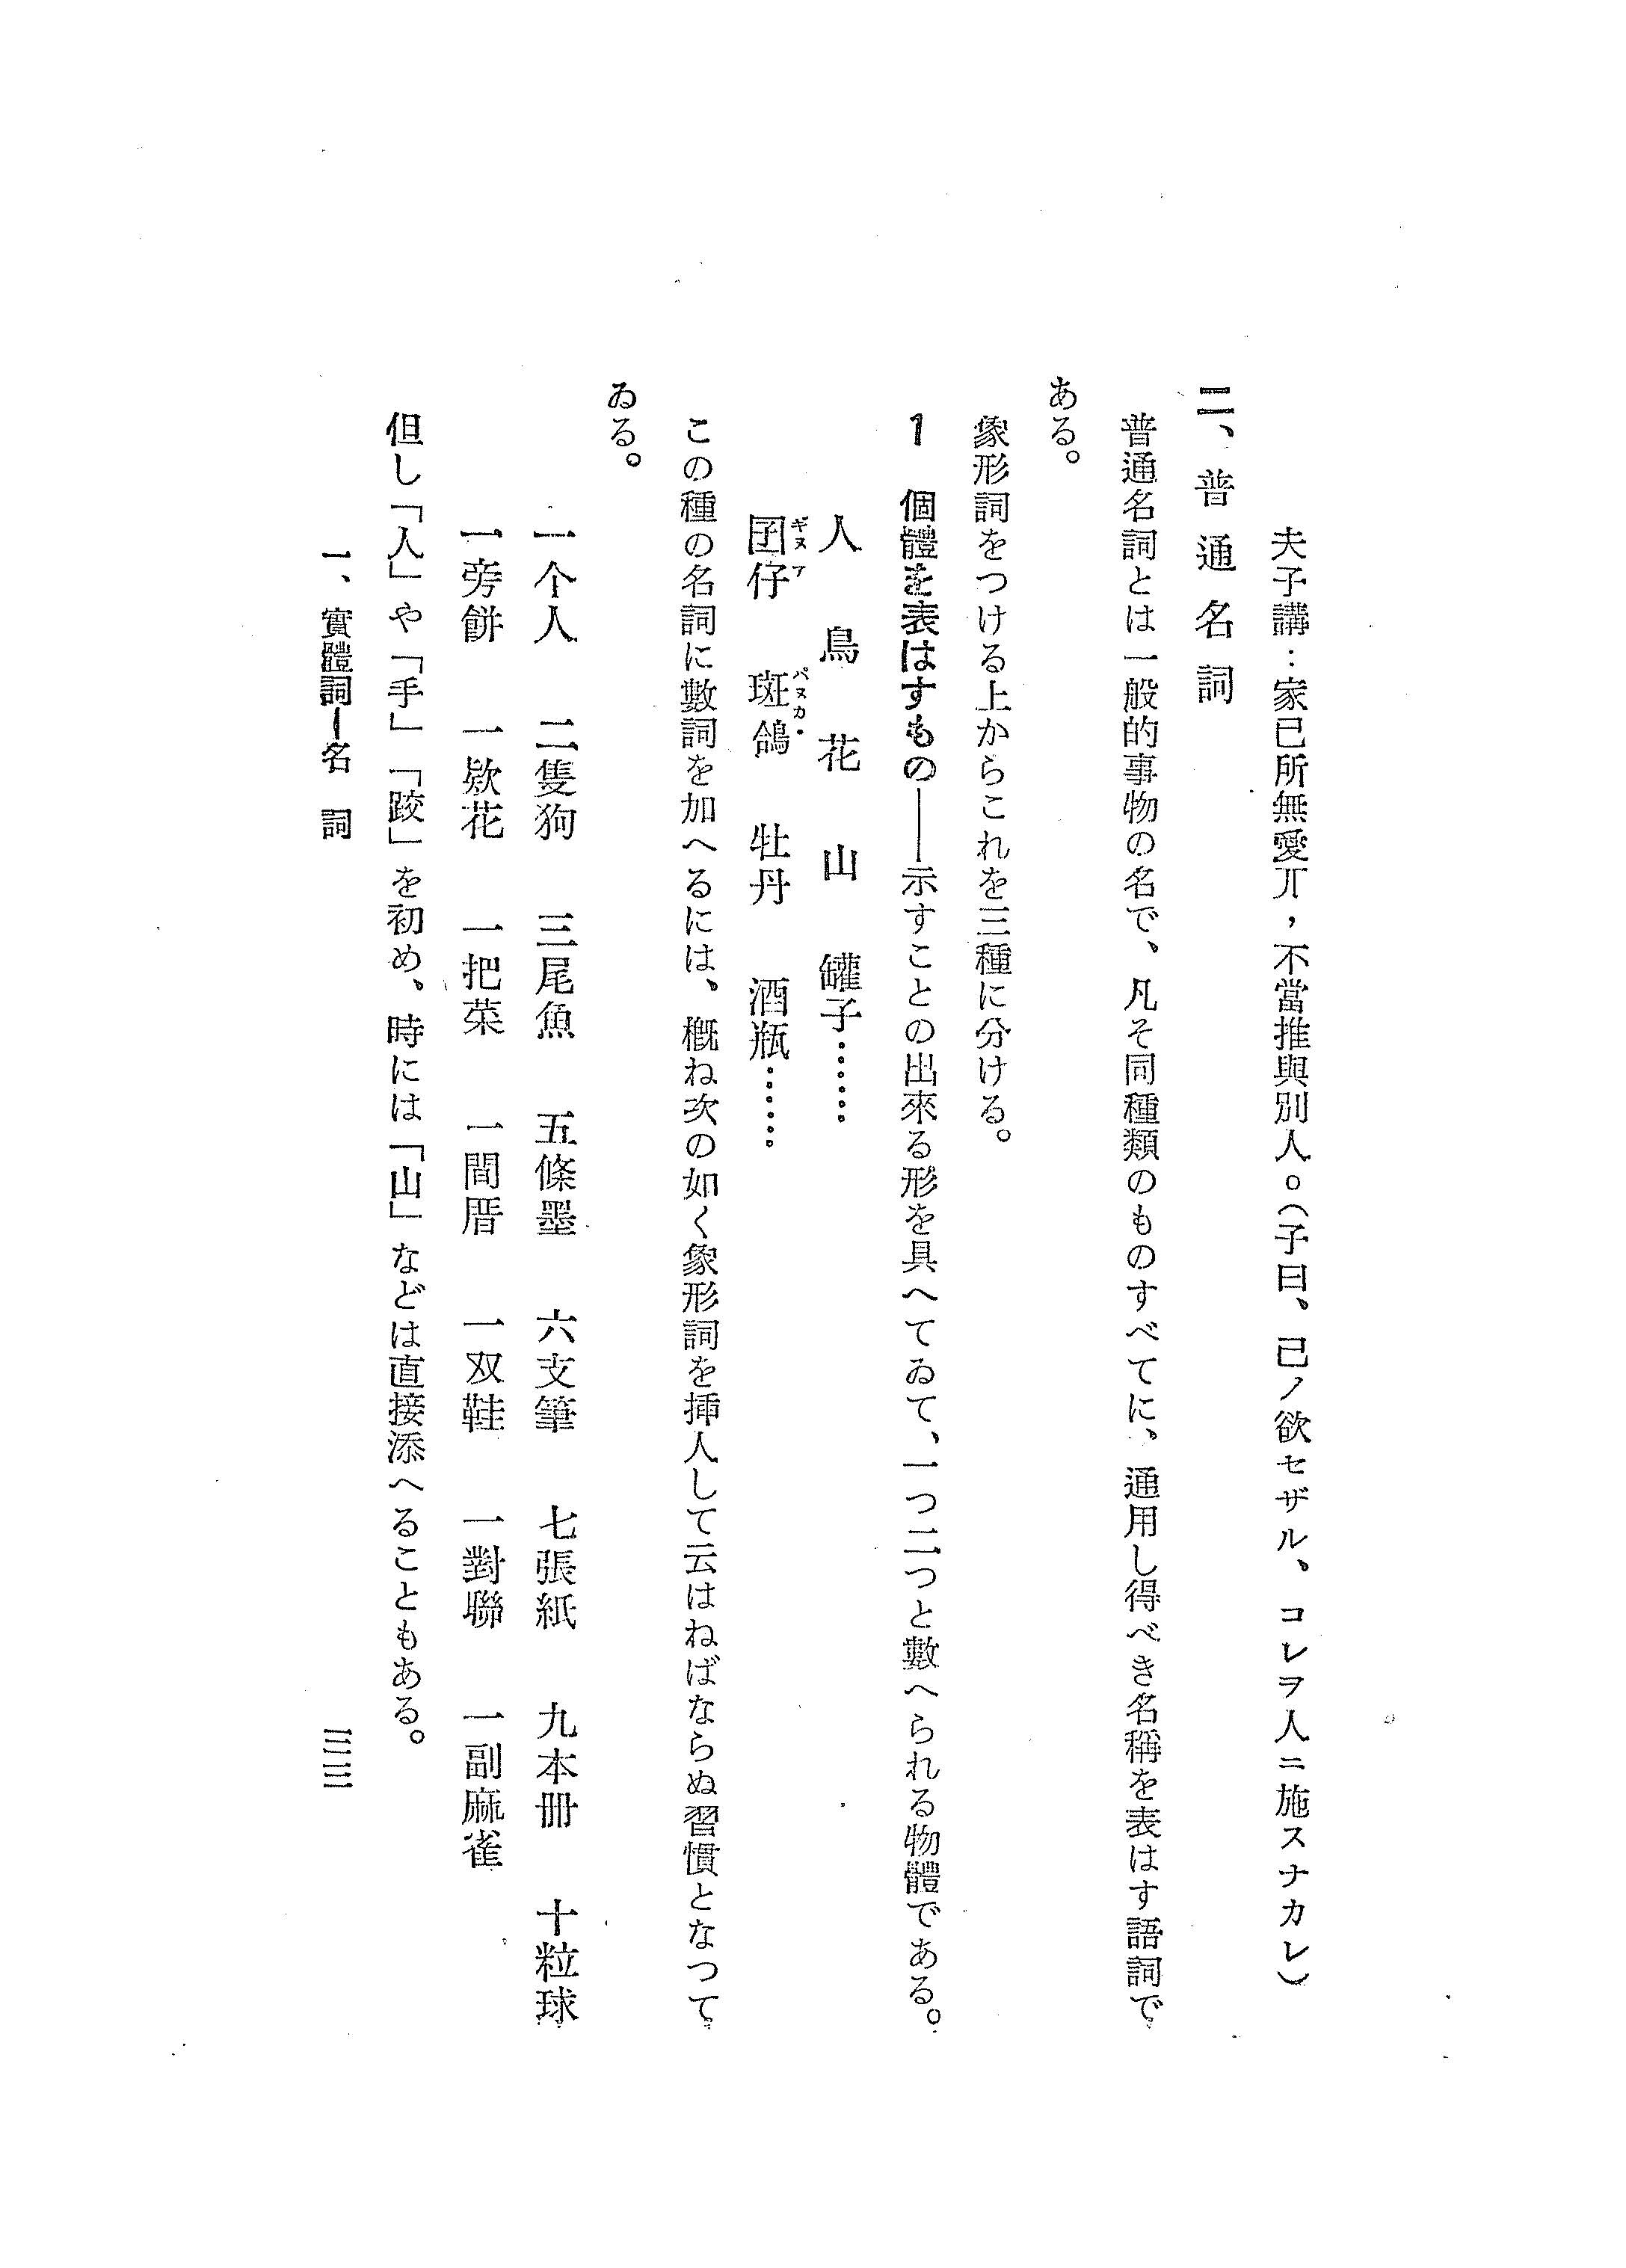 夫子講：家已所無愛丌，不當推與別人。（子曰、己ノ欲セザル、コレヲ人ニ施スナカレ）
二、普通名詞
普通名詞とは一般的事物の名で、凡そ同種類のものすべてに、通用し得べき名稱を表はす語詞で
ある。
象形詞をつける上からこれを三種に分ける。
1 個體を表はすもの――示すことの出來る形を具へてゐて、一つ二つと數へられる物體である。
人 鳥 花 山 罐子……
囝仔 斑鴿 牡丹 酒瓶……
ギヌア パヌカ・
この種の名詞に數詞を加へるには、概ね次の如く象形詞を挿人して云はねばならぬ習慣となつて
ゐる。
一个人 二隻狗 三尾魚 五條墨 六支筆 七張紙 九本冊 十粒球
一旁餅 一欵花 一把菜 一間厝 一双鞋 一對聯 一副麻雀
但し「人」や「手」「跤」を初め、時には「山」などは直接添へることもある。
一、實體詞―名詞
三三